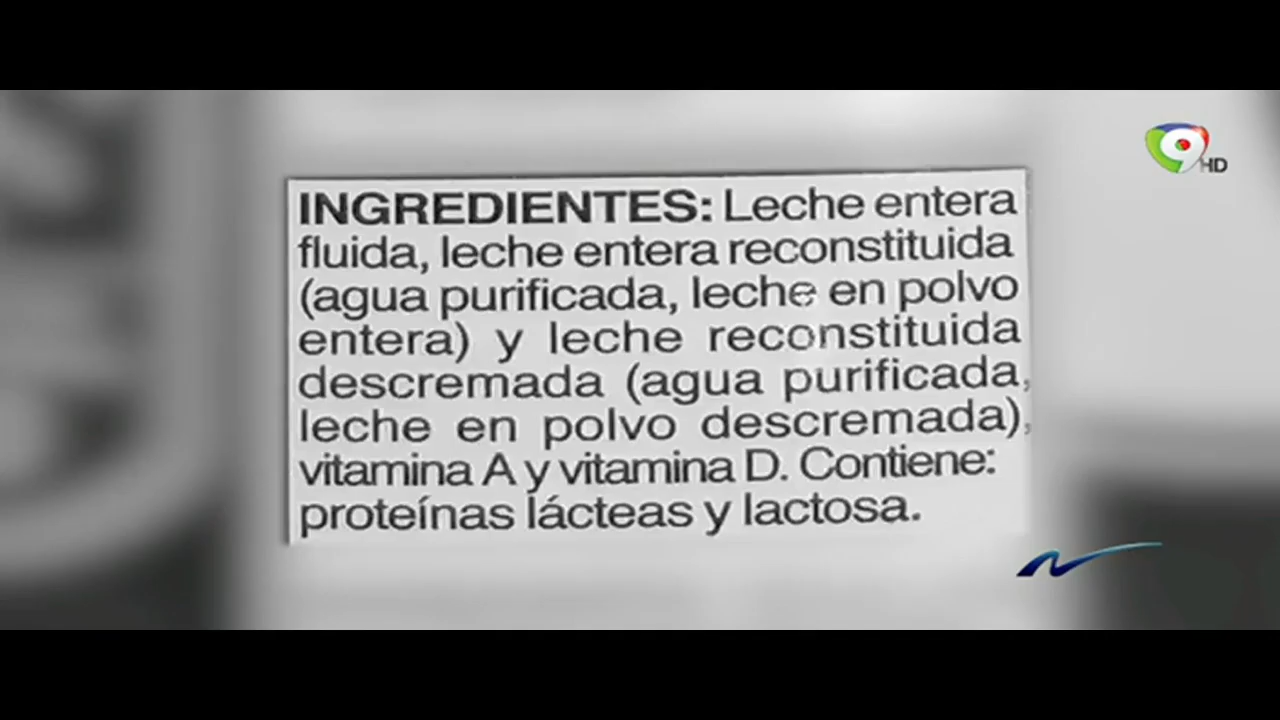 INGREDIENTES: Leche entera
fluida, leche entera reconstituida
(agua purificada, leche en polvo
entera) y leche reconstituida
descremada (agua purificada,
leche en polvo descremada),
vitamina A y vitamina D. Contiene:
proteínas lácteas y lactosa.
9 HD